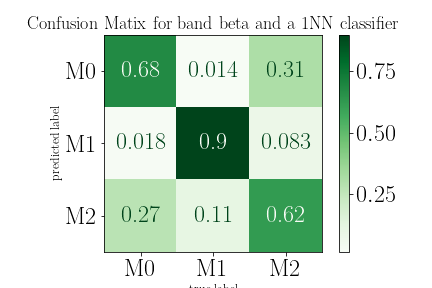 Confusion Matix for band beta and a 1NN classifier
M0 0.68 0.014 0.31
M1 0.018 0.9 0.083
M2 0.27 0.11 0.62
M0 M1 M2
predicted label
true label
0.75
0.50
0.25